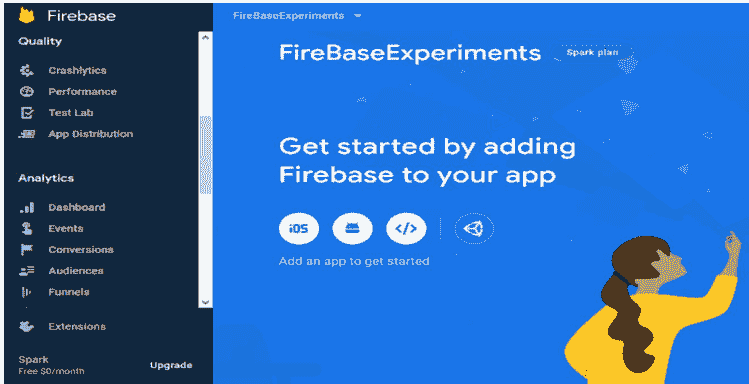 Firebase
Quality
Crashlytics
Performance
Test Lab
App Distribution
Analytics
Dashboard
Events
Conversions
Audiences
Funnels
Extensions
Spark
Free $0/month
Upgrade
FireBaseExperiments
FireBaseExperiments
Spark plan
Get started by adding
Firebase to your app
iOS
</>
Add an app to get started